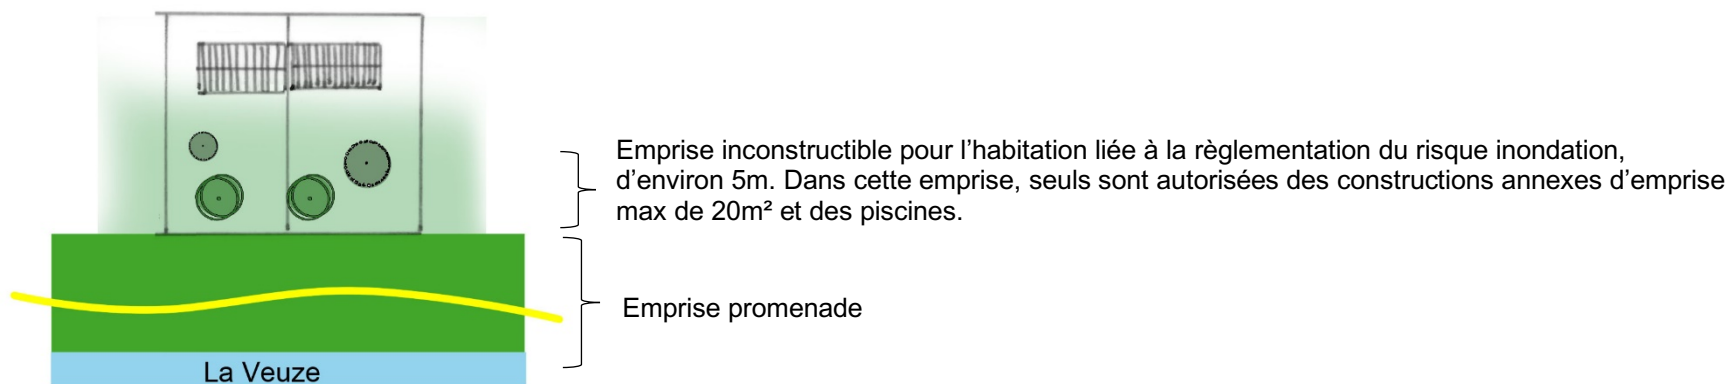 Emprise inconstructible pour l’habitation liée à la règlementation du risque inondation,
d’environ 5m. Dans cette emprise, seuls sont autorisées des constructions annexes d’emprise
max de 20m² et des piscines.
Emprise promenade
La Veuze